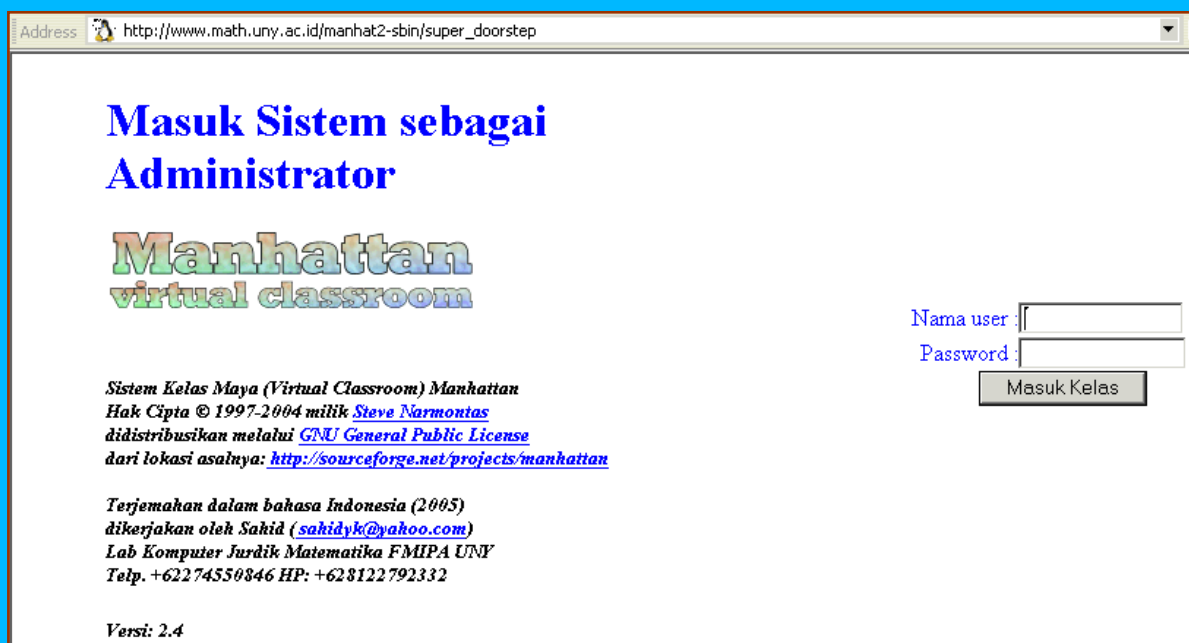 Address http://www.math.uny.ac.id/manhat2-sbin/super_doorstep
Masuk Sistem sebagai
Administrator
Manhattan
virtual classroom
Nama user :
Password :
Masuk Kelas
Sistem Kelas Maya (Virtual Classroom) Manhattan
Hak Cipta © 1997-2004 milik Steve Narmontas
didistribusikan melalui GNU General Public License
dari lokasi asalnya: http://sourceforge.net/projects/manhattan
Terjemahan dalam bahasa Indonesia (2005)
dikerjakan oleh Sahid (sahidyk@yahoo.com)
Lab Komputer Jurdik Matematika FMIPA UNY
Telp. +62274550846 HP: +628122792332
Versi: 2.4